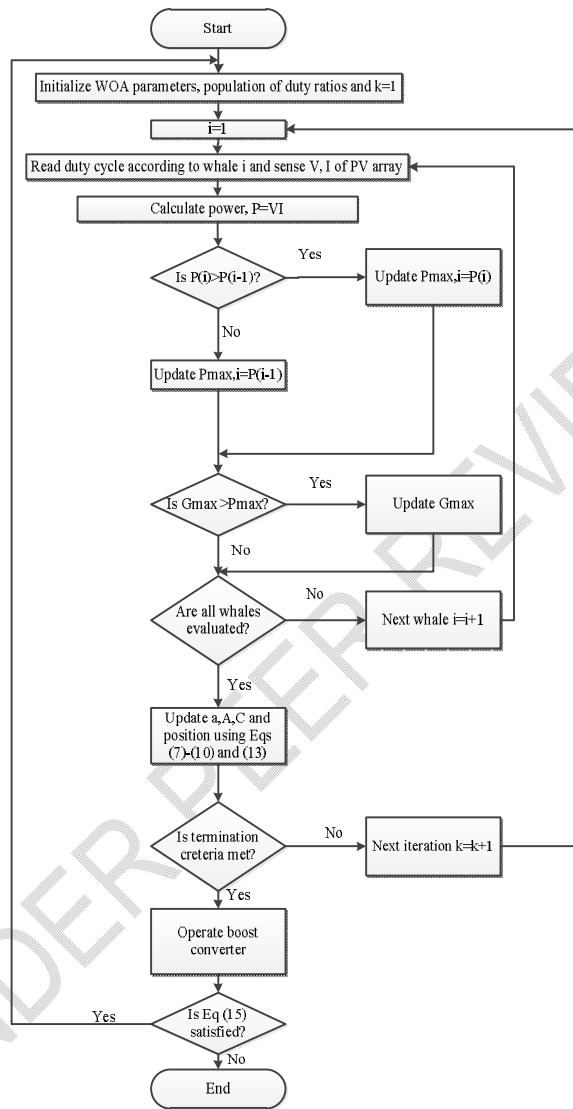 Start
Initialize WOA parameters, population of duty ratios and k=1
i=1
Read duty cycle according to whale i and sense V, I of PV array
Calculate power, P=VI
Is P(i)>P(i-1)?
Yes
Update Pmax,i=P(i)
No
Update Pmax,i=P(i-1)
Is Gmax >Pmax?
Yes
Update Gmax
No
Are all whales
evaluated?
No
Next whale i=i+1
Yes
Update a,A,C and
position using Eqs
(7)-(10) and (13)
Is termination
creteria met?
No
Next iteration k=k+1
Yes
Operate boost
converter
Is Eq (15)
satisfied?
Yes
No
End
NDER PEER REVIE